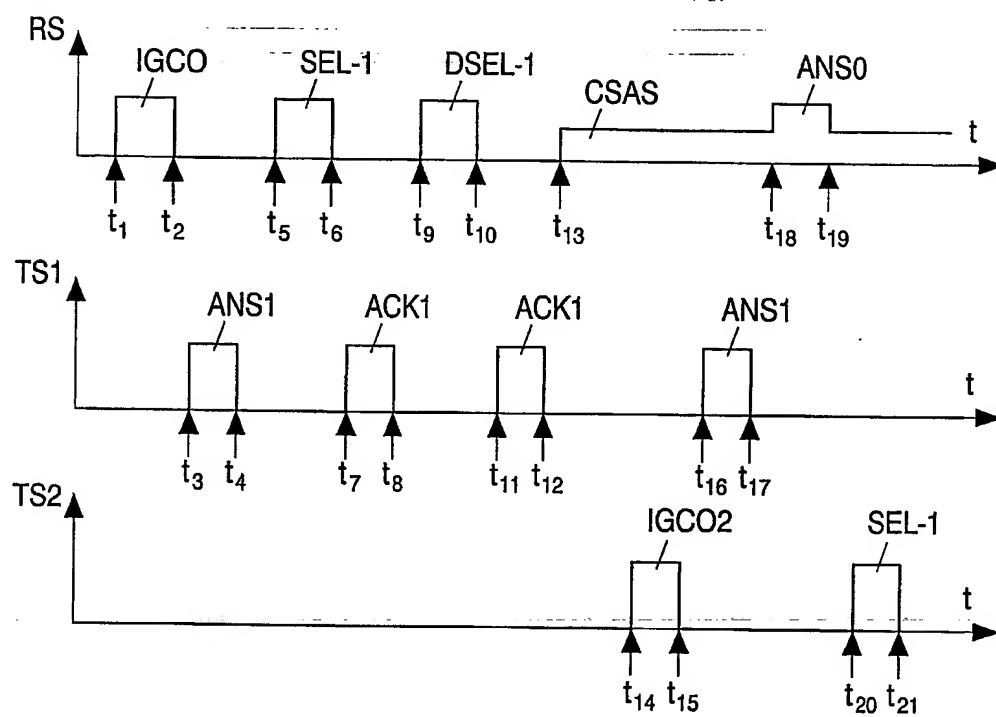 RS
IGCO SEL-1 DSEL-1 CSAS ANS0
t
t1 t2 t5 t6 t9 t10 t13 t18 t19
TS1
ANS1 ACK1 ACK1 ANS1
t
t3 t4 t7 t8 t11 t12 t16 t17
TS2
IGCO2 SEL-1
t
t14 t15 t20 t21